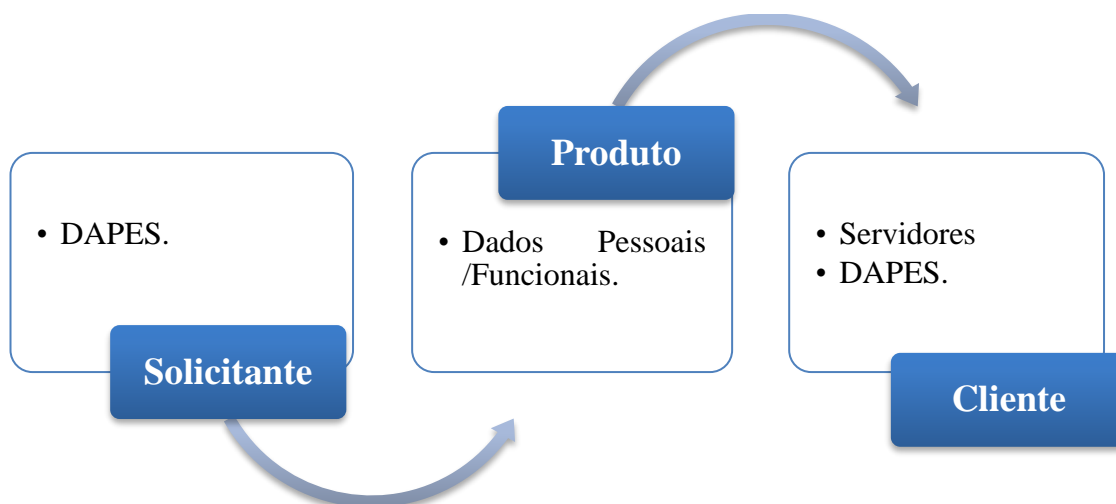 • DAPES.
Solicitante
Produto
• Dados Pessoais
/Funcionais.
• Servidores
• DAPES.
Cliente